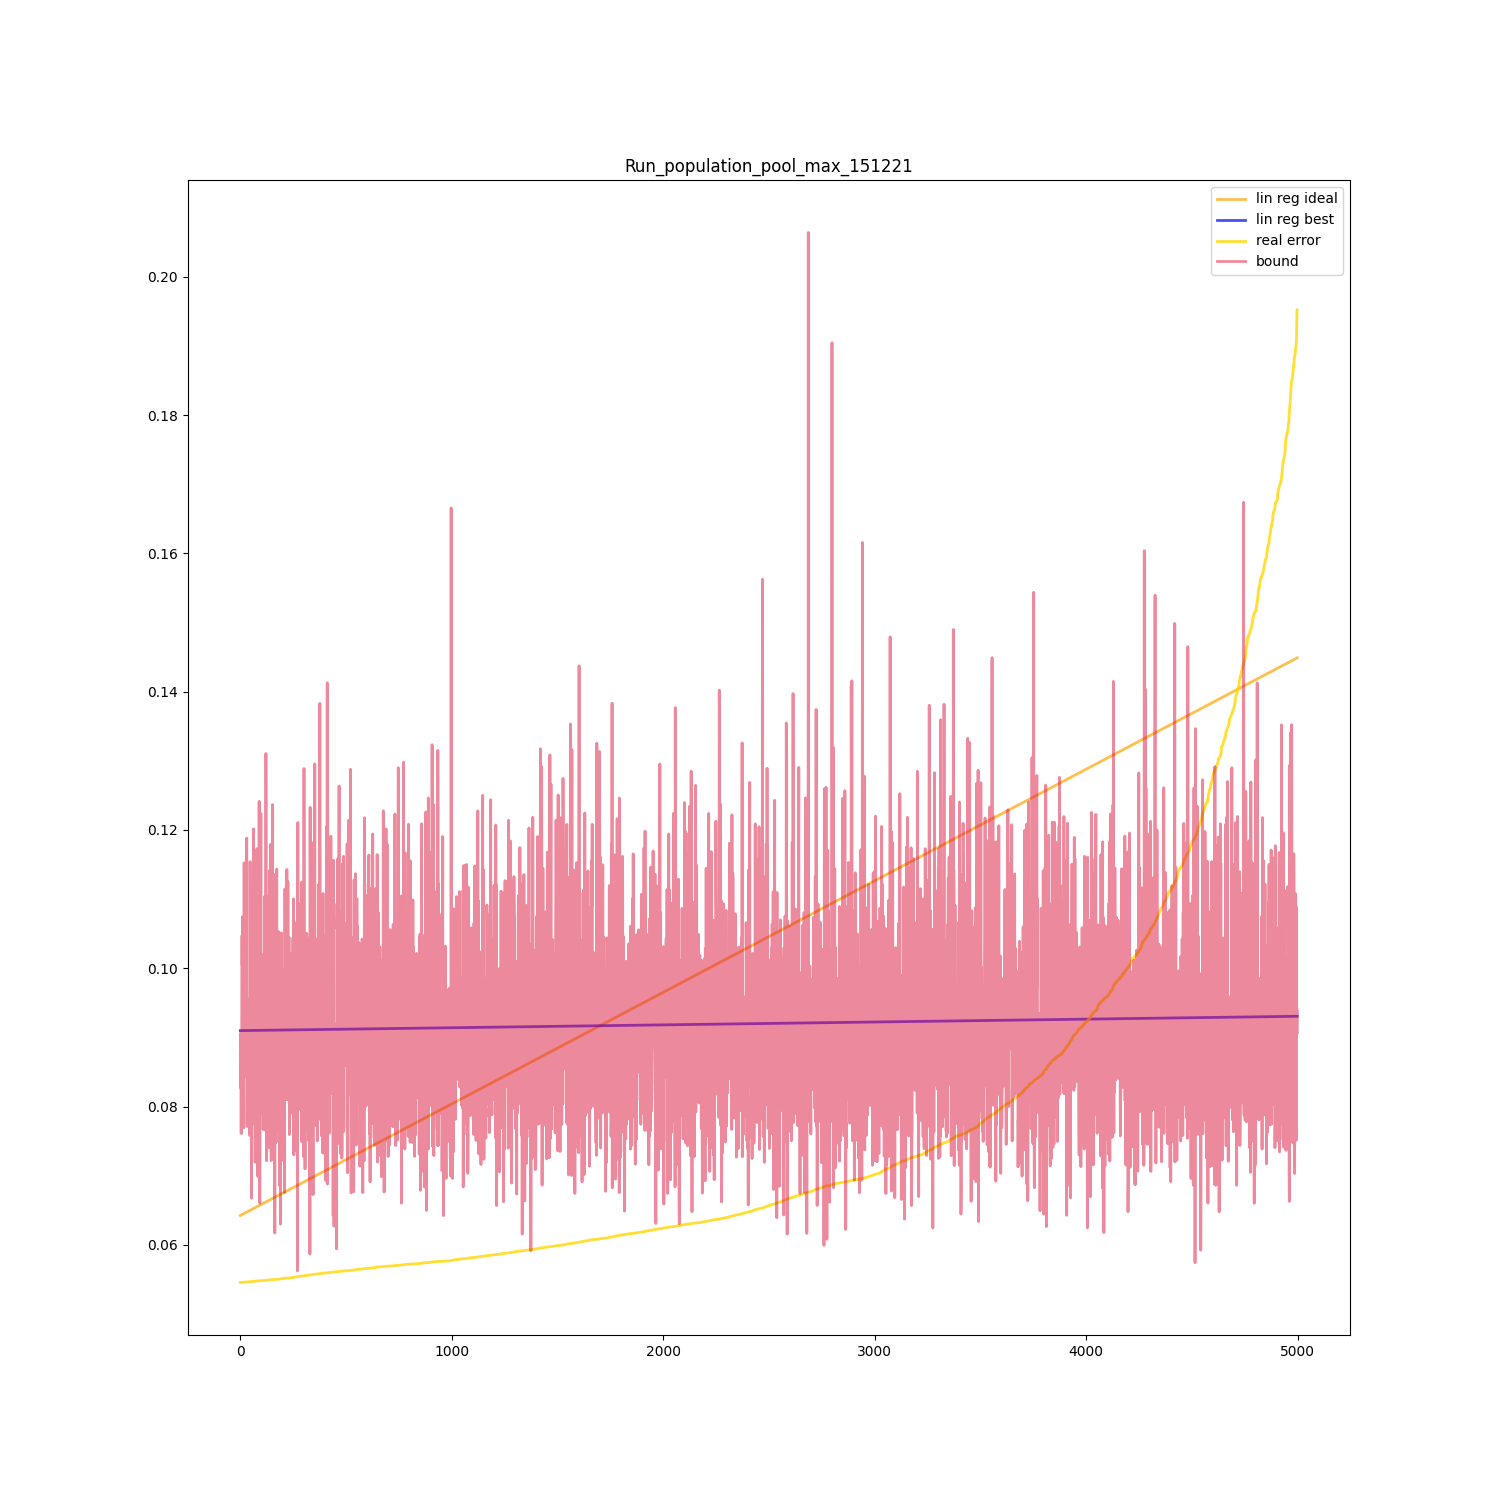 Run_population_pool_max_151221
lin reg ideal
lin reg best
real error
bound
0.20
0.18
0.16
0.14
0.12
0.10
0.08
0.06
0 1000 2000 3000 4000 5000